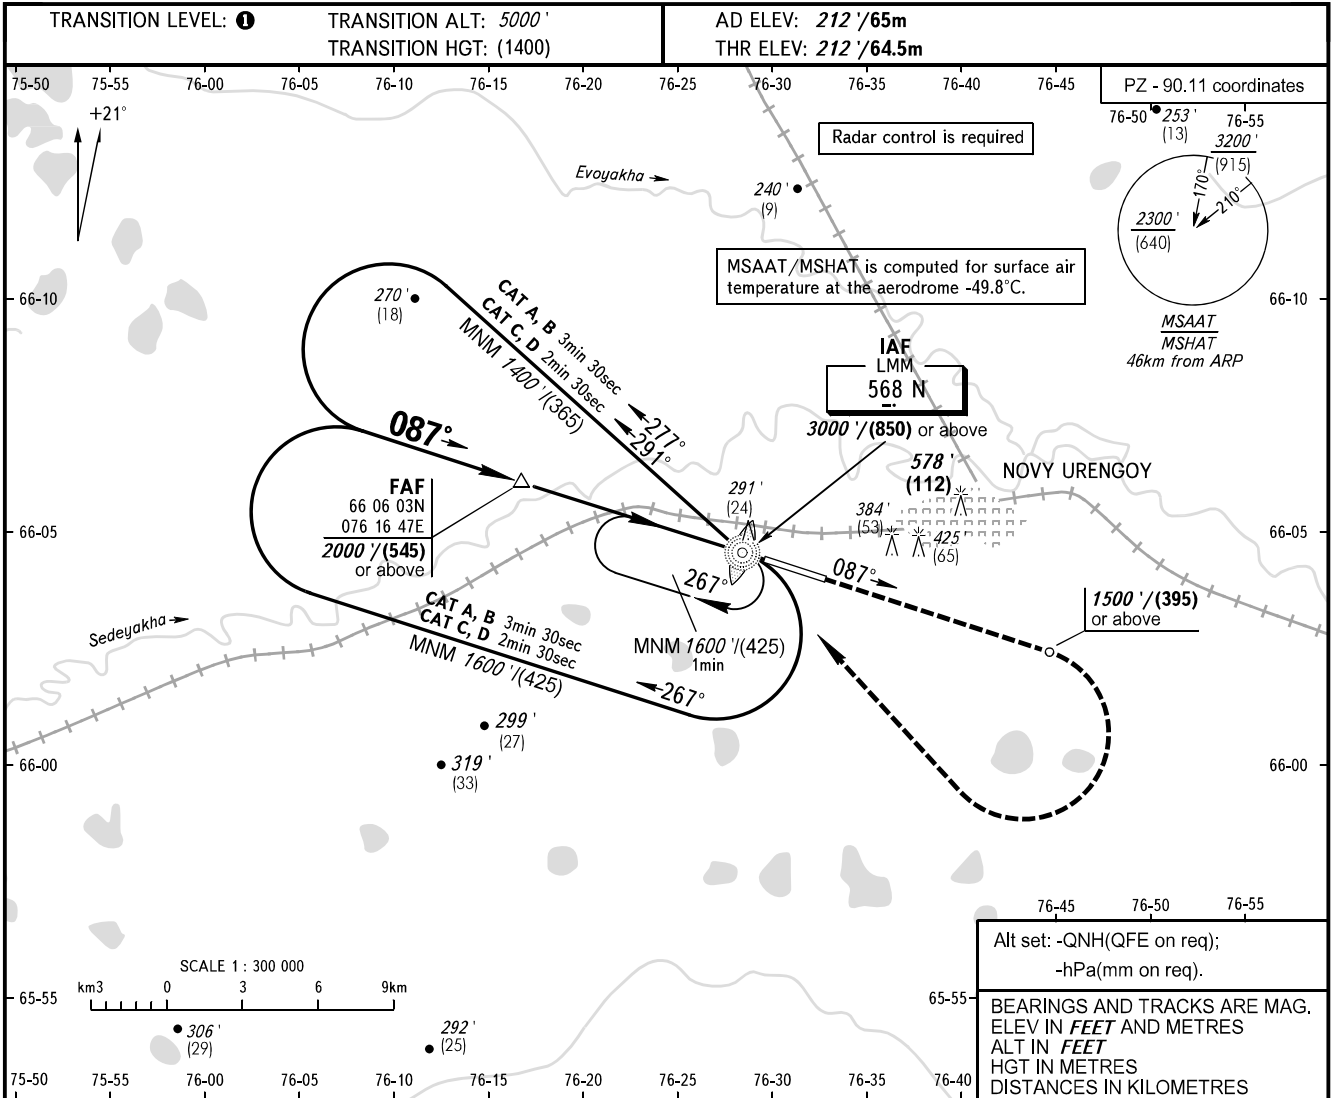 TRANSITION LEVEL: ❶
TRANSITION ALT: 5000 '
TRANSITION HGT: (1400)
AD ELEV: 212 '/65m
THR ELEV: 212 '/64.5m
75-50 75-55 76-00 76-05 76-10 76-15 76-20 76-25 76-30 76-35 76-40 76-45
PZ - 90.11 coordinates
76-50 76-55
+21°
253 '
(13)
Radar control is required
3200 '
(915)
170°
210°
2300 '
(640)
MSAAT
MSHAT
46km from ARP
Evoyakha
240 '
(9)
MSAAT/MSHAT is computed for surface air
temperature at the aerodrome -49.8°C.
66-10
66-10
270 '
(18)
CAT A, B 3min 30sec
CAT C, D 2min 30sec
MNM 1400 '/(365)
277°
291°
IAF
LMM
568 N
3000 '/(850) or above
087°
578 '
(112)
NOVY URENGOY
FAF
66 06 03N
076 16 47E
2000 '/(545)
or above
291 '
(24)
384 '
(53)
425 '
(65)
66-05
66-05
087°
267°
1500 '/(395)
or above
Sedeyakha
CAT A, B 3min 30sec
CAT C, D 2min 30sec
MNM 1600 '/(425)
267°
MNM 1600 '/(425)
1min
299 '
(27)
319 '
(33)
66-00
66-00
76-45 76-50 76-55
Alt set: -QNH(QFE on req);
-hPa(mm on req).
SCALE 1 : 300 000
km3 0 3 6 9km
65-55
65-55
306 '
(29)
292 '
(25)
BEARINGS AND TRACKS ARE MAG.
ELEV IN FEET AND METRES
ALT IN FEET
HGT IN METRES
DISTANCES IN KILOMETRES
75-50 75-55 76-00 76-05 76-10 76-15 76-20 76-25 76-30 76-35 76-40